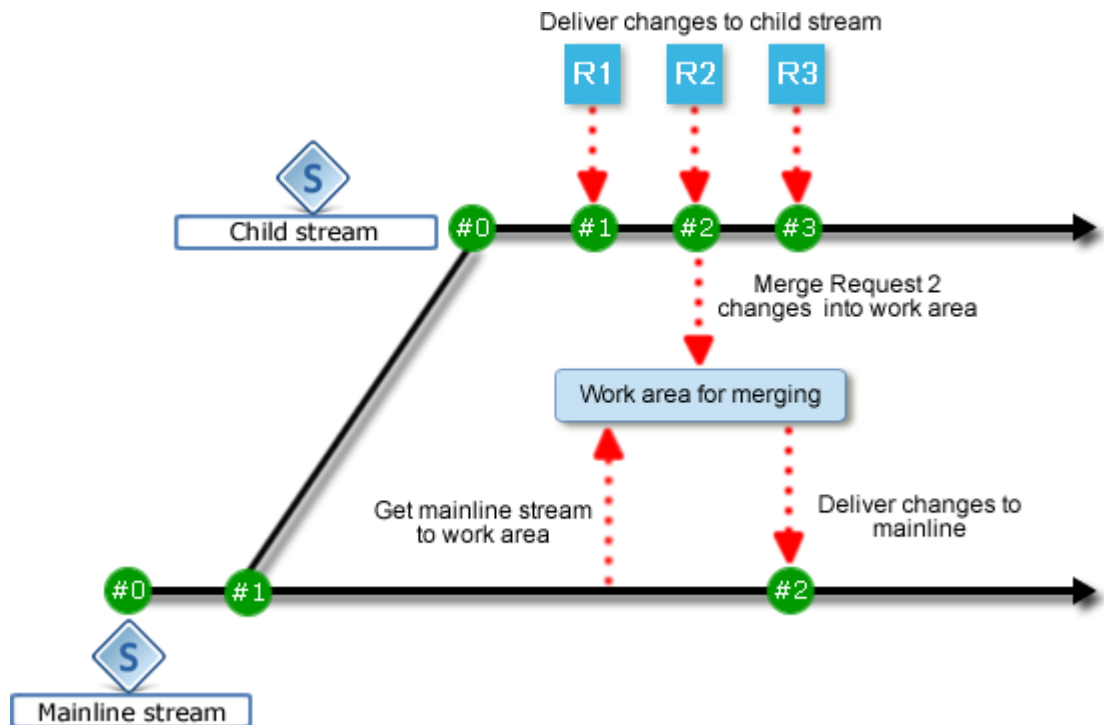 Deliver changes to child stream
R1
R2
R3
S
Child stream
#0
#1
#2
#3
Merge Request 2
changes into work area
Work area for merging
Get mainline stream
to work area
Deliver changes to
mainline
#0
#1
#2
S
Mainline stream